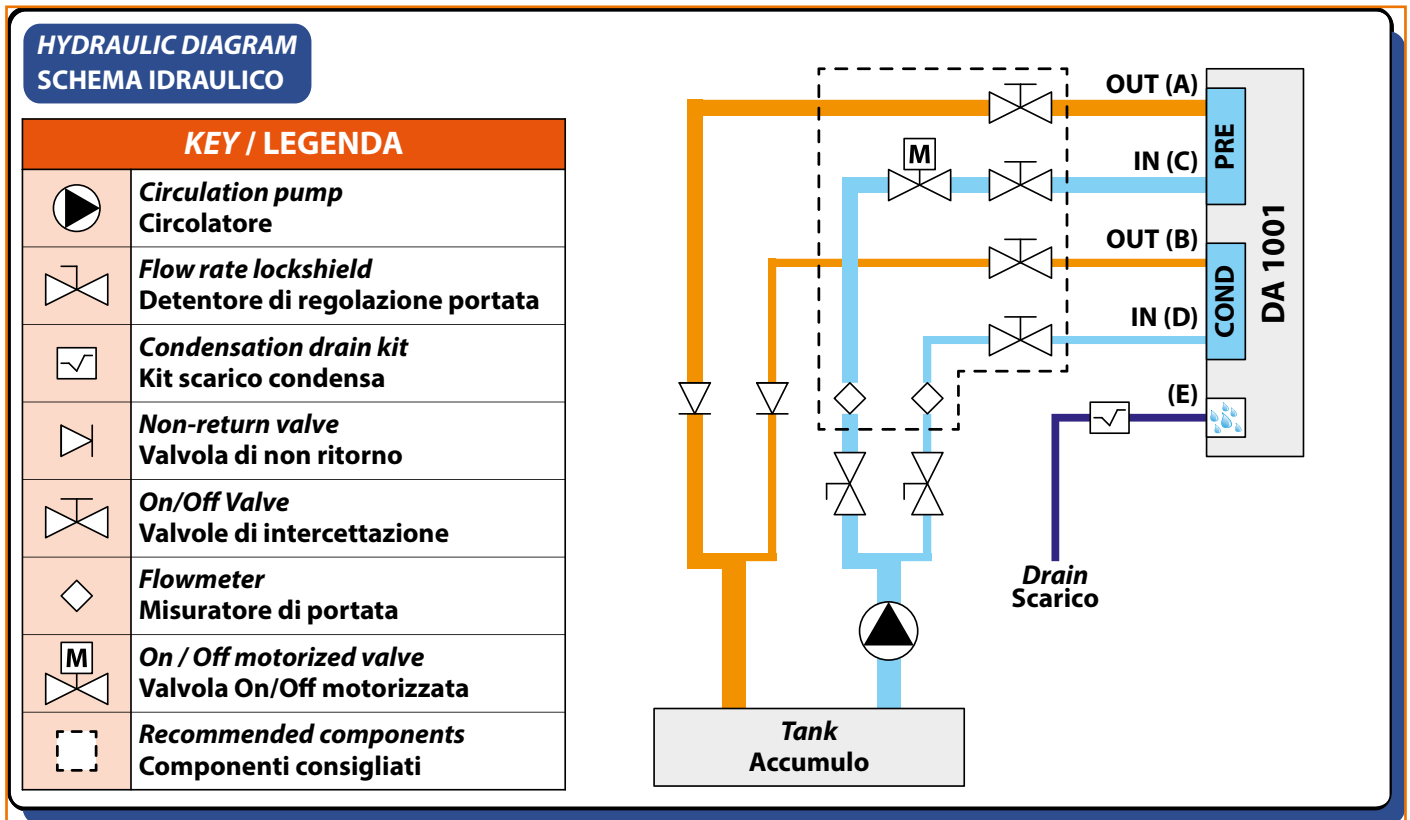 HYDRAULIC DIAGRAM
SCHEMA IDRAULICO
KEY / LEGENDA
Circulation pump
Circolatore
Flow rate lockshield
Detentore di regolazione portata
Condensation drain kit
Kit scarico condensa
Non-return valve
Valvola di non ritorno
On/Off Valve
Valvole di intercettazione
Flowmeter
Misuratore di portata
M
On / Off motorized valve
Valvola On/Off motorizzata
Recommended components
Componenti consigliati
OUT (A)
M
IN (C)
PRE
OUT (B)
IN (D)
COND
DA 1001
(E)
Drain
Scarico
Tank
Accumulo